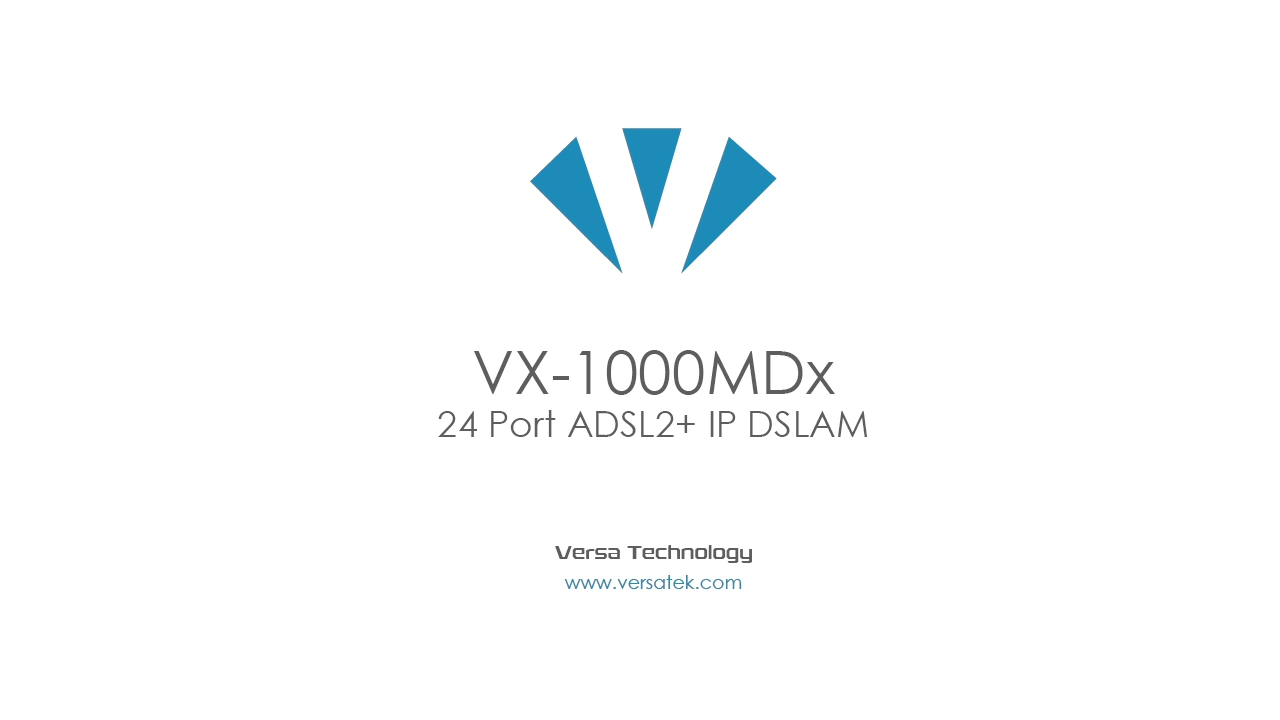 VX-1000MDx
24 Port ADSL2+ IP DSLAM
Versa Technology
www.versatek.com